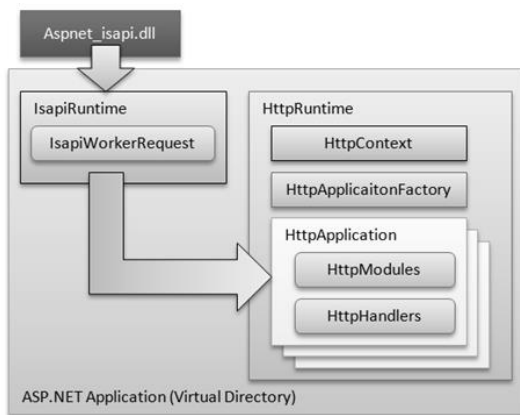 Aspnet_isapi.dll
IsapiRuntime
IsapiWorkerRequest
HttpRuntime
HttpContext
HttpApplicaitonFactory
HttpApplication
HttpModules
HttpHandlers
ASP.NET Application (Virtual Directory)